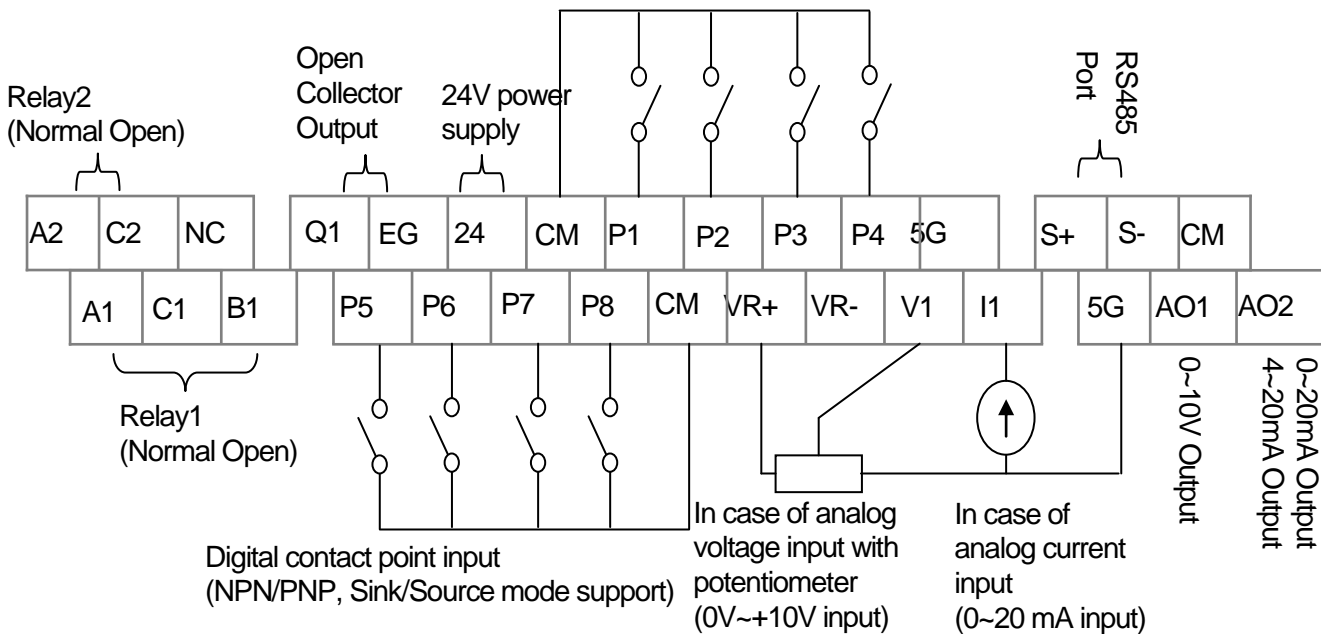 Open
Collector
Output
24V power
supply
RS485
Port
Relay2
(Normal Open)
A2 C2 NC Q1 EG 24 CM P1 P2 P3 P4 5G S+ S- CM
A1 C1 B1 P5 P6 P7 P8 CM VR+ VR- V1 I1 5G AO1 AO2
Relay1
(Normal Open)
0~10V Output
0~20mA Output
4~20mA Output
Digital contact point input
(NPN/PNP, Sink/Source mode support)
In case of analog
voltage input with
potentiometer
(0V~+10V input)
In case of
analog current
input
(0~20 mA input)